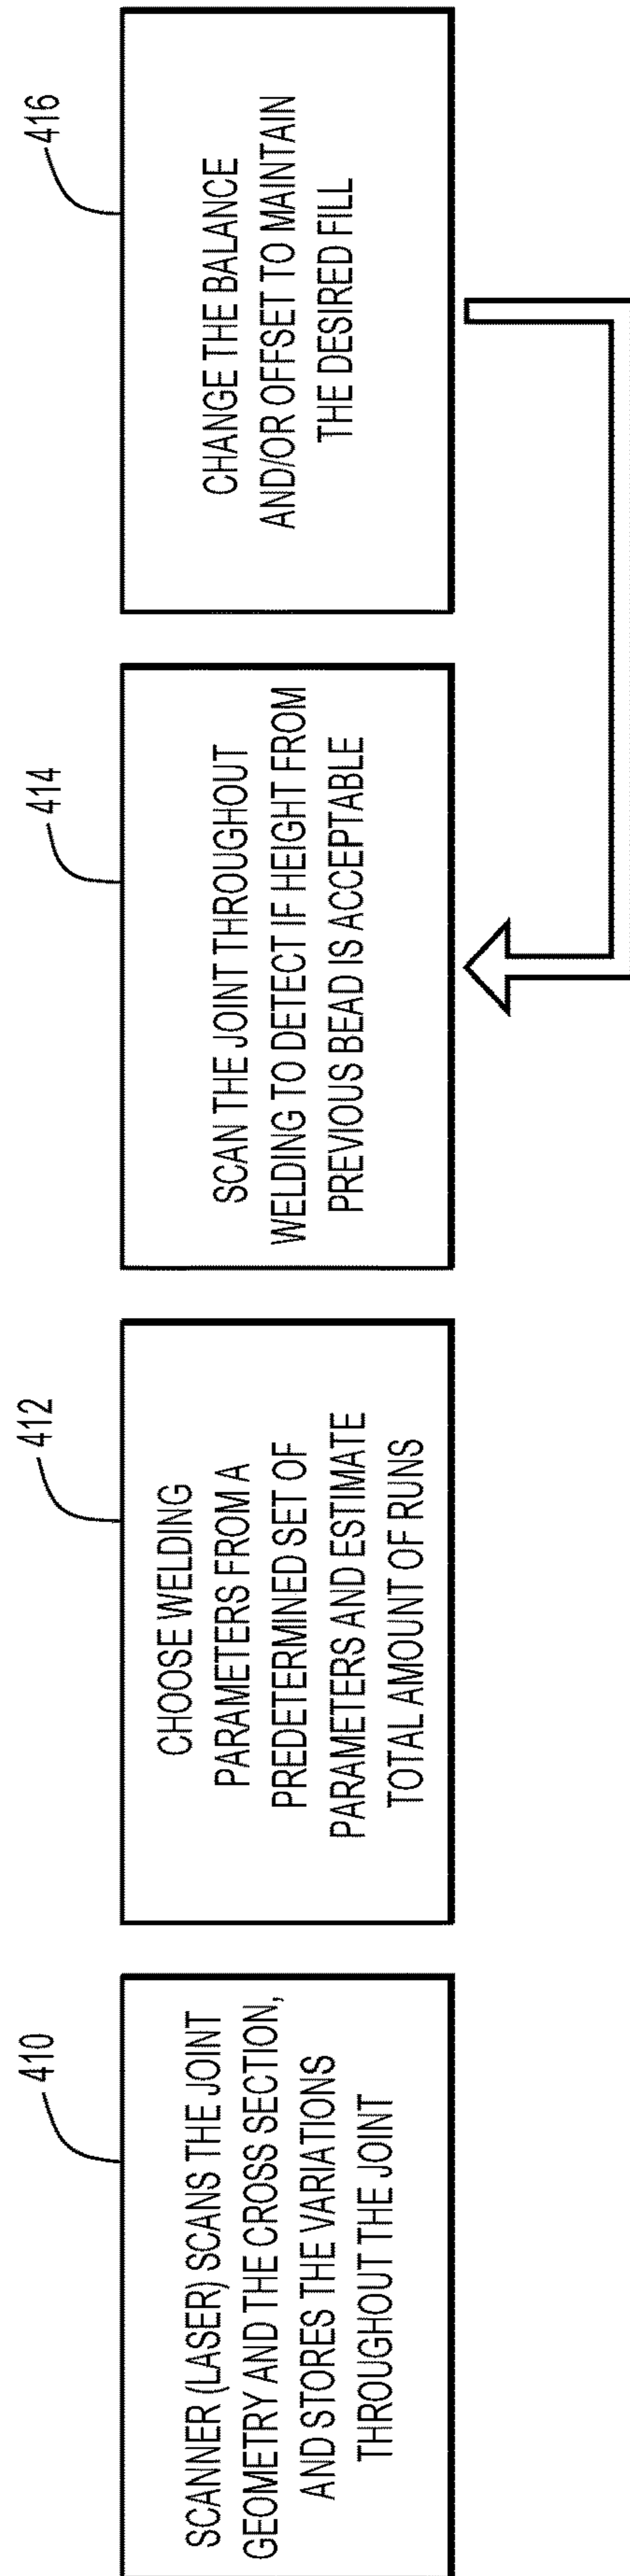 410
SCANNER (LASER) SCANS THE JOINT
GEOMETRY AND THE CROSS SECTION,
AND STORES THE VARIATIONS
THROUGHOUT THE JOINT
412
CHOOSE WELDING
PARAMETERS FROM A
PREDETERMINED SET OF
PARAMETERS AND ESTIMATE
TOTAL AMOUNT OF RUNS
414
SCAN THE JOINT THROUGHOUT
WELDING TO DETECT IF HEIGHT FROM
PREVIOUS BEAD IS ACCEPTABLE
416
CHANGE THE BALANCE
AND/OR OFFSET TO MAINTAIN
THE DESIRED FILL